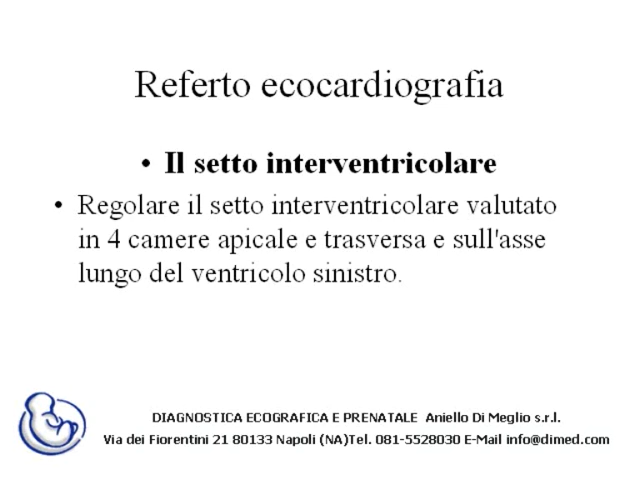 Referto ecocardiografia
• Il setto interventricolare
• Regolare il setto interventricolare valutato
in 4 camere apicale e trasversa e sull'asse
lungo del ventricolo sinistro.
DIAGNOSTICA ECOGRAFICA E PRENATALE Aniello Di Meglio s.r.l.
Via dei Fiorentini 21 80133 Napoli (NA)Tel. 081-5528030 E-Mail info@dimed.com